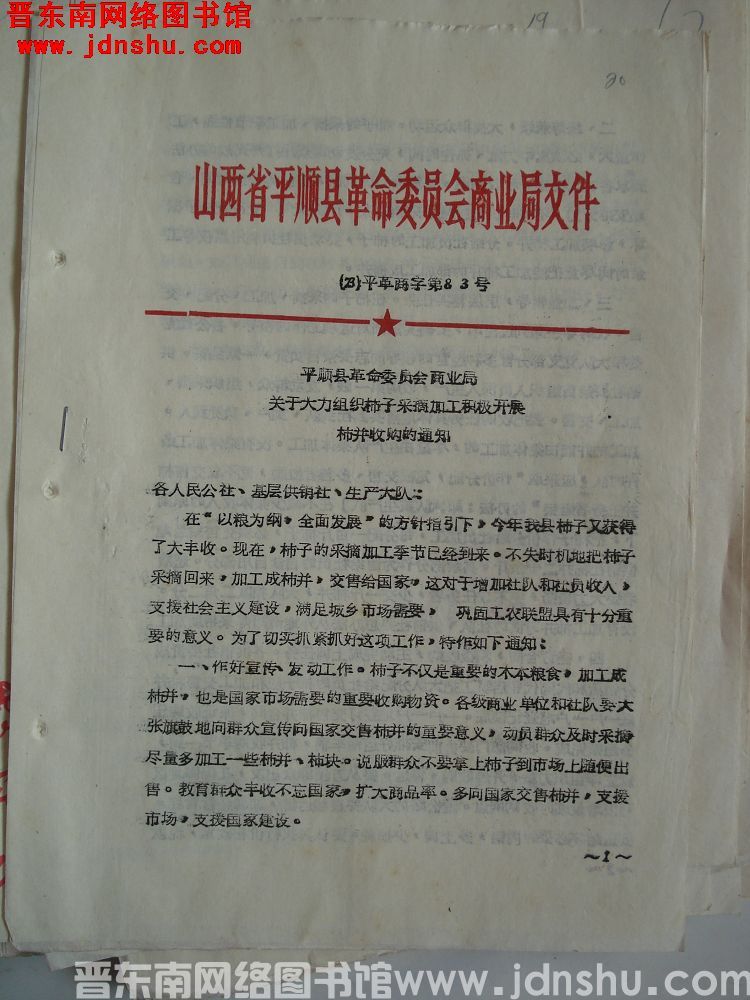 晋东南网络图书馆
www.jdnshu.com
19
20
山西省平顺县革命委员会商业局文件
(73)平革商字第83号
平顺县革命委员会商业局
关于大力组织柿子采摘加工积极开展
柿并收购的通知
各人民公社、基层供销社、生产大队:
在“以粮为纲，全面发展”的方针指引下，今年我县柿子又获得
了大丰收。现在，柿子的采摘加工季节已经到来。不失时机地把柿子
采摘回来，加工成柿并，交售给国家，这对于增加社队和社员收入，
支援社会主义建设，满足城乡市场需要， 巩固工农联盟具有十分重
要的意义。为了切实抓紧抓好这项工作，特作如下通知:
一、作好宣传、发动工作。柿子不仅是重要的木本粮食，加工成
柿并，也是国家市场需要的重要收购物资。各级商业单位和社队要大
张旗鼓地向群众宣传向国家交售柿并的重要意义，动员群众及时采摘
尽量多加工一些柿并、柿块。说服群众不要拿上柿子到市场上随便出
售。教育群众丰收不忘国家，扩大商品率。多向国家交售柿并，支援
市场，支援国家建设。
～1～
晋东南网络图书馆www.jdnshu.com